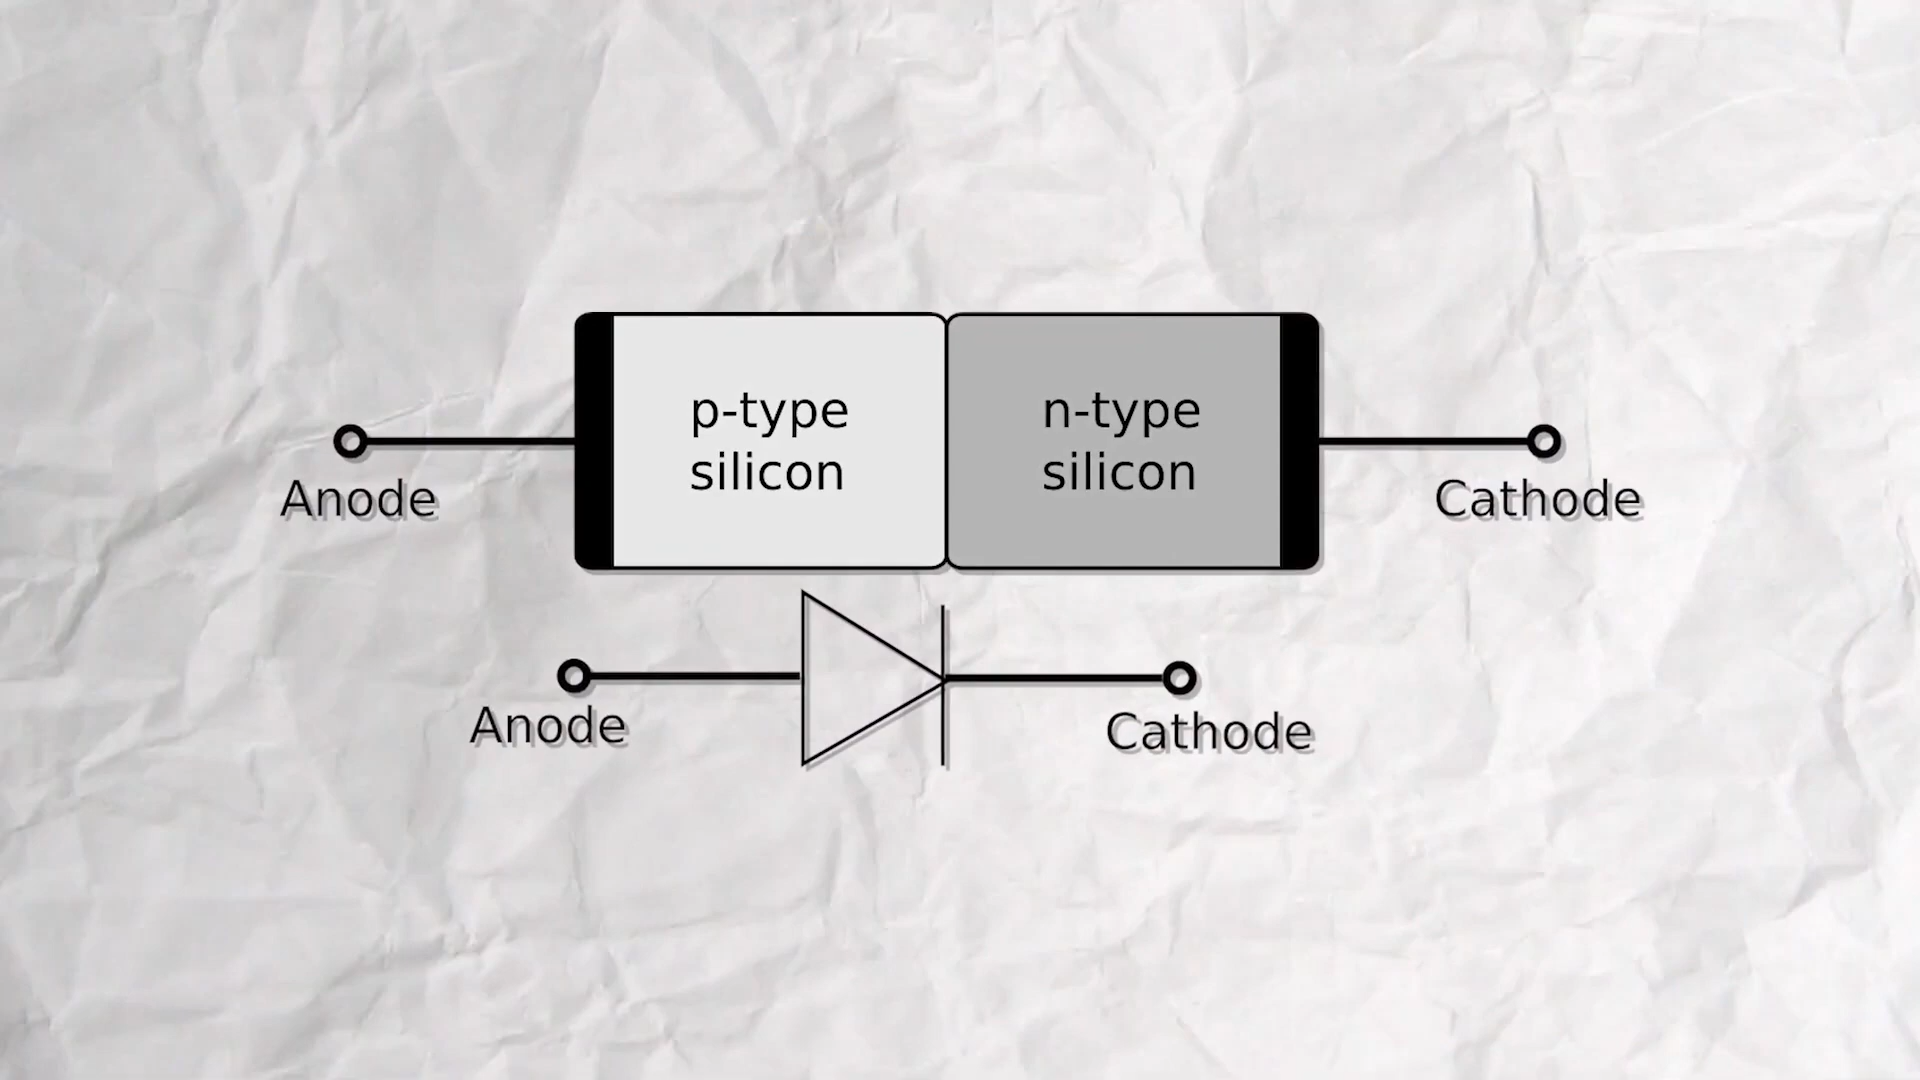 p-type
silicon
n-type
silicon
Anode
Cathode
Anode
Cathode